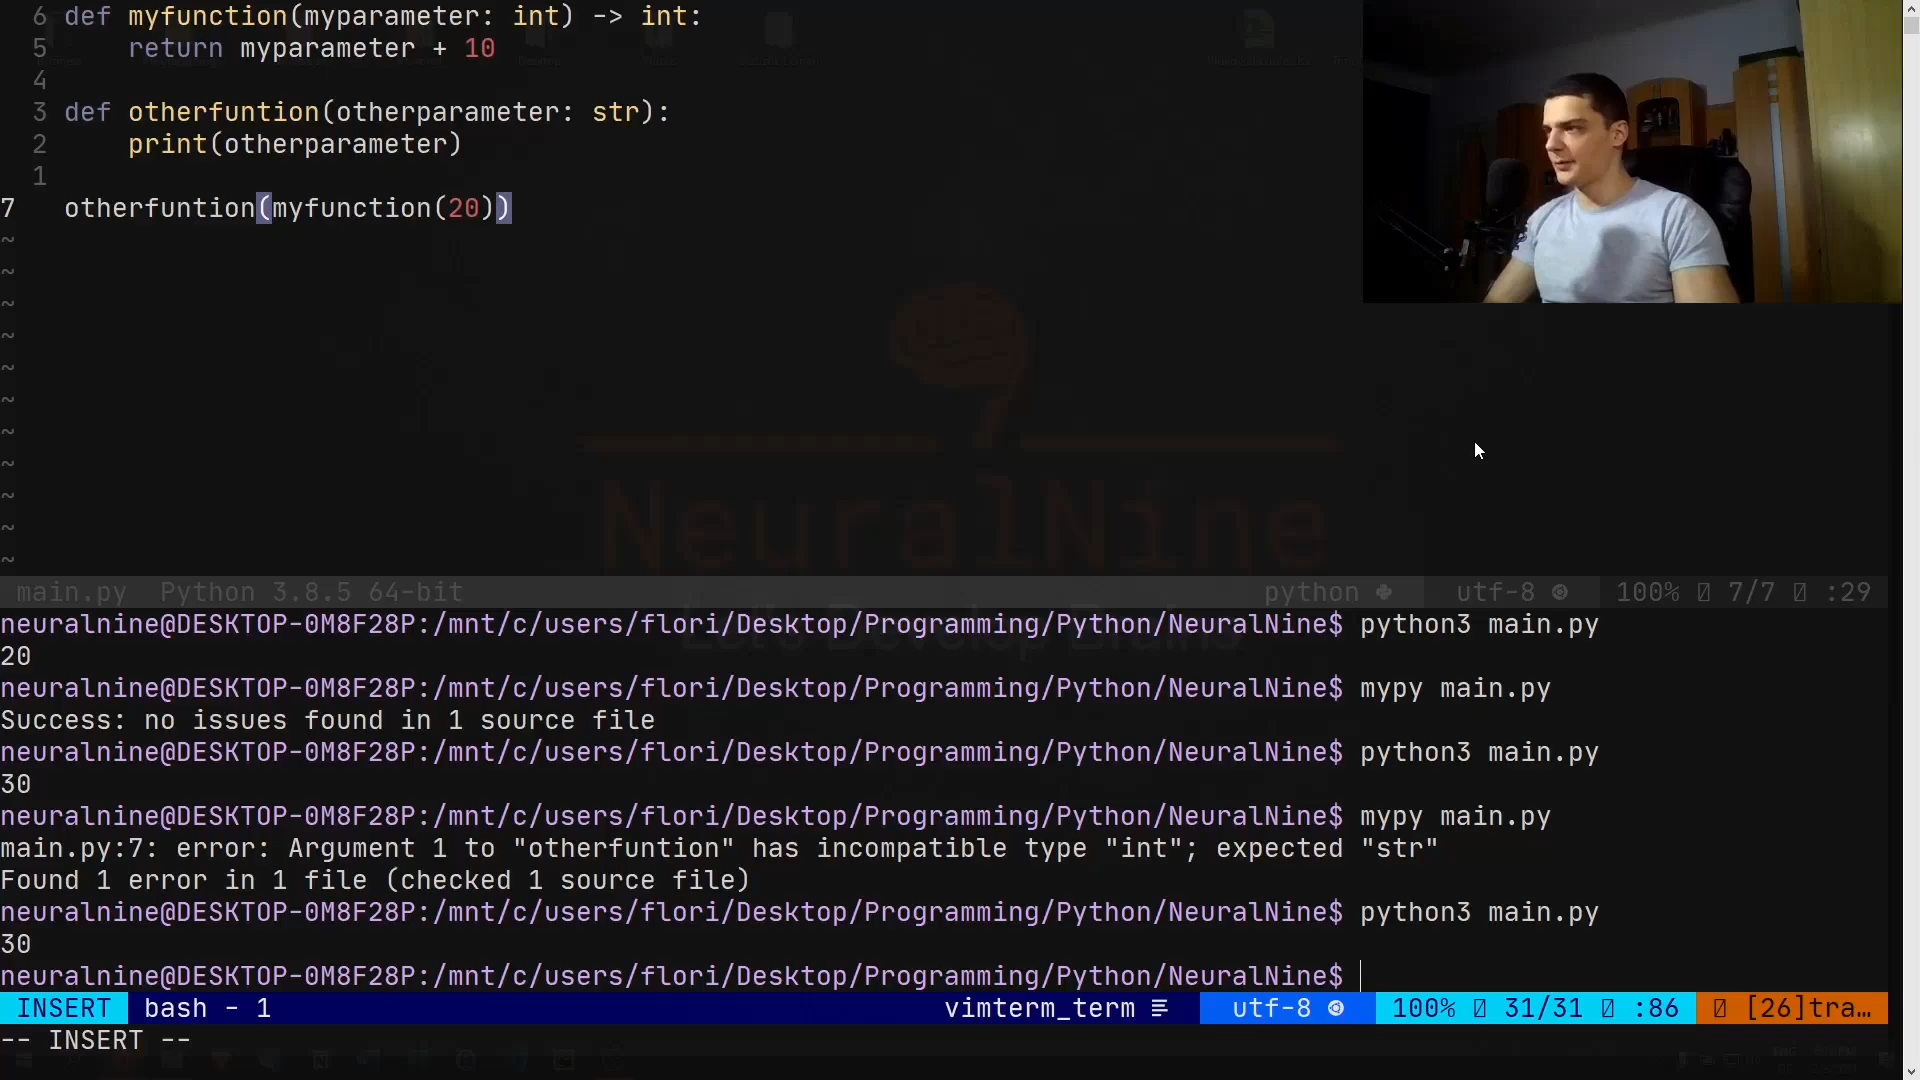 6 def myfunction(myparameter: int) -> int:
5 return myparameter + 10
4
3 def otherfuntion(otherparameter: str):
2 print(otherparameter)
1
7 otherfuntion(myfunction(20))
~
~
~
~
~
~
~
~
~
~
~
NeuralNine
main.py Python 3.8.5 64-bit python utf-8 100% 7/7 :29
neuralnine@DESKTOP-0M8F28P:/mnt/c/users/flori/Desktop/Programming/Python/NeuralNine$ python3 main.py
20
neuralnine@DESKTOP-0M8F28P:/mnt/c/users/flori/Desktop/Programming/Python/NeuralNine$ mypy main.py
Success: no issues found in 1 source file
neuralnine@DESKTOP-0M8F28P:/mnt/c/users/flori/Desktop/Programming/Python/NeuralNine$ python3 main.py
30
neuralnine@DESKTOP-0M8F28P:/mnt/c/users/flori/Desktop/Programming/Python/NeuralNine$ mypy main.py
main.py:7: error: Argument 1 to "otherfuntion" has incompatible type "int"; expected "str"
Found 1 error in 1 file (checked 1 source file)
neuralnine@DESKTOP-0M8F28P:/mnt/c/users/flori/Desktop/Programming/Python/NeuralNine$ python3 main.py
30
neuralnine@DESKTOP-0M8F28P:/mnt/c/users/flori/Desktop/Programming/Python/NeuralNine$
INSERT bash - 1 vimterm_term utf-8 100% 31/31 :86 [26]tra…
-- INSERT --